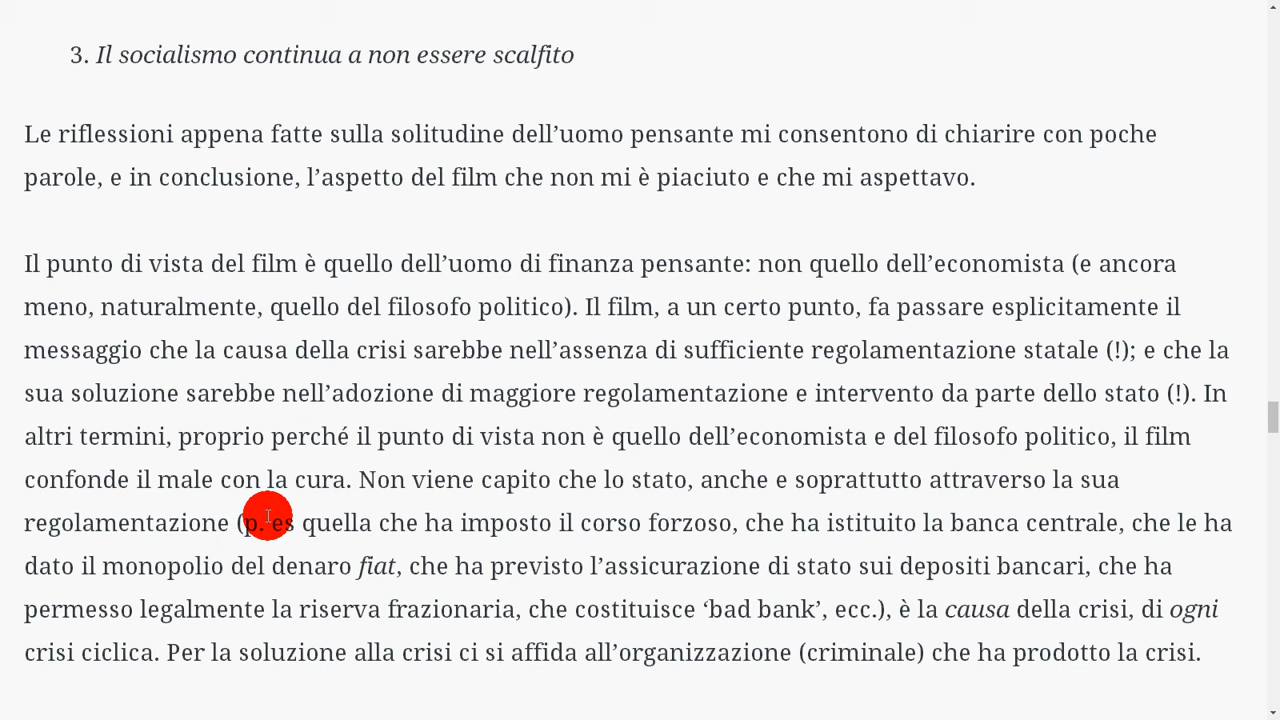 3. Il socialismo continua a non essere scalfito
Le riflessioni appena fatte sulla solitudine dell’uomo pensante mi consentono di chiarire con poche
parole, e in conclusione, l’aspetto del film che non mi è piaciuto e che mi aspettavo.
Il punto di vista del film è quello dell’uomo di finanza pensante: non quello dell’economista (e ancora
meno, naturalmente, quello del filosofo politico). Il film, a un certo punto, fa passare esplicitamente il
messaggio che la causa della crisi sarebbe nell’assenza di sufficiente regolamentazione statale (!); e che la
sua soluzione sarebbe nell’adozione di maggiore regolamentazione e intervento da parte dello stato (!). In
altri termini, proprio perché il punto di vista non è quello dell’economista e del filosofo politico, il film
confonde il male con la cura. Non viene capito che lo stato, anche e soprattutto attraverso la sua
regolamentazione (p. es quella che ha imposto il corso forzoso, che ha istituito la banca centrale, che le ha
dato il monopolio del denaro fiat, che ha previsto l’assicurazione di stato sui depositi bancari, che ha
permesso legalmente la riserva frazionaria, che costituisce ‘bad bank’, ecc.), è la causa della crisi, di ogni
crisi ciclica. Per la soluzione alla crisi ci si affida all’organizzazione (criminale) che ha prodotto la crisi.